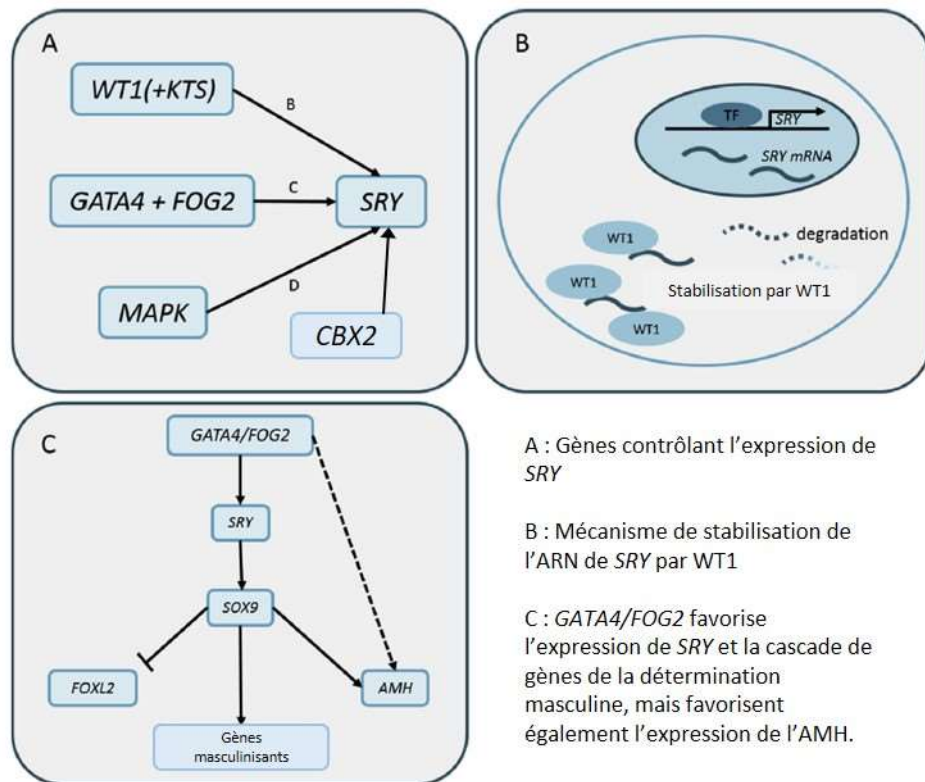 A
WT1(+KTS)
B
GATA4 + FOG2
C
SRY
MAPK
D
CBX2
B
TF
SRY
SRY mRNA
WT1
degradation
WT1
Stabilisation par WT1
WT1
C
GATA4/FOG2
SRY
SOX9
FOXL2
AMH
Gènes
masculinisants
A : Gènes contrôlant l'expression de
SRY
B : Mécanisme de stabilisation de
l'ARN de SRY par WT1
C : GATA4/FOG2 favorise
l'expression de SRY et la cascade de
gènes de la détermination
masculine, mais favorisent
également l'expression de l'AMH.